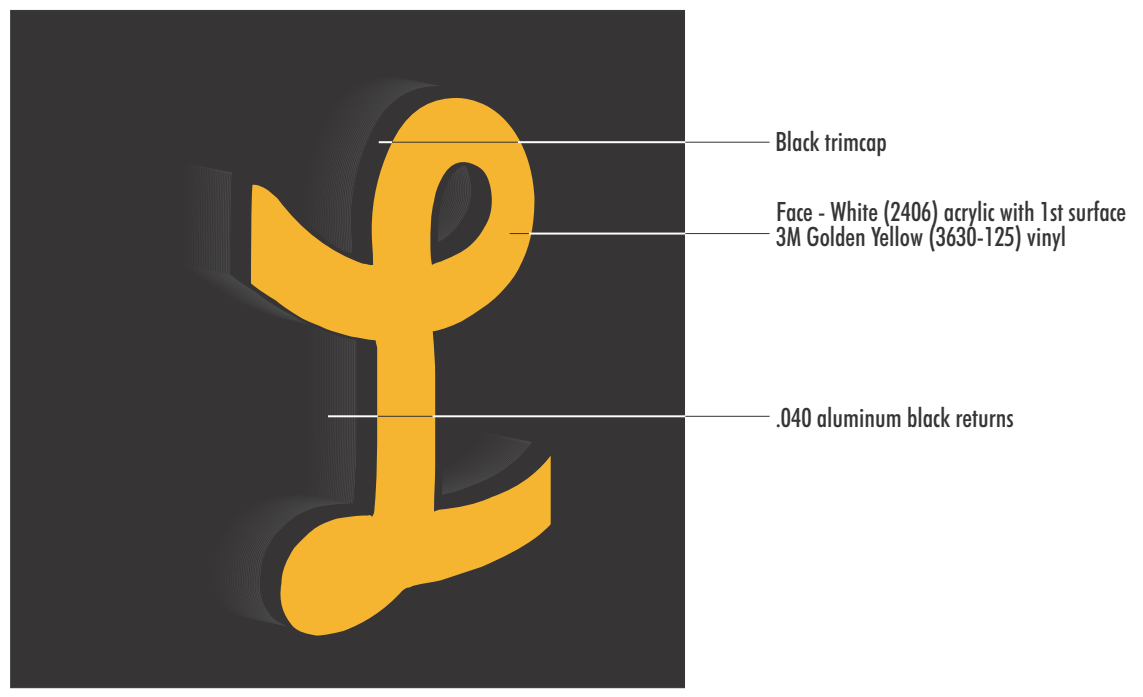 Black trimcap
Face - White (2406) acrylic with 1st surface
3M Golden Yellow (3630-125) vinyl
.040 aluminum black returns